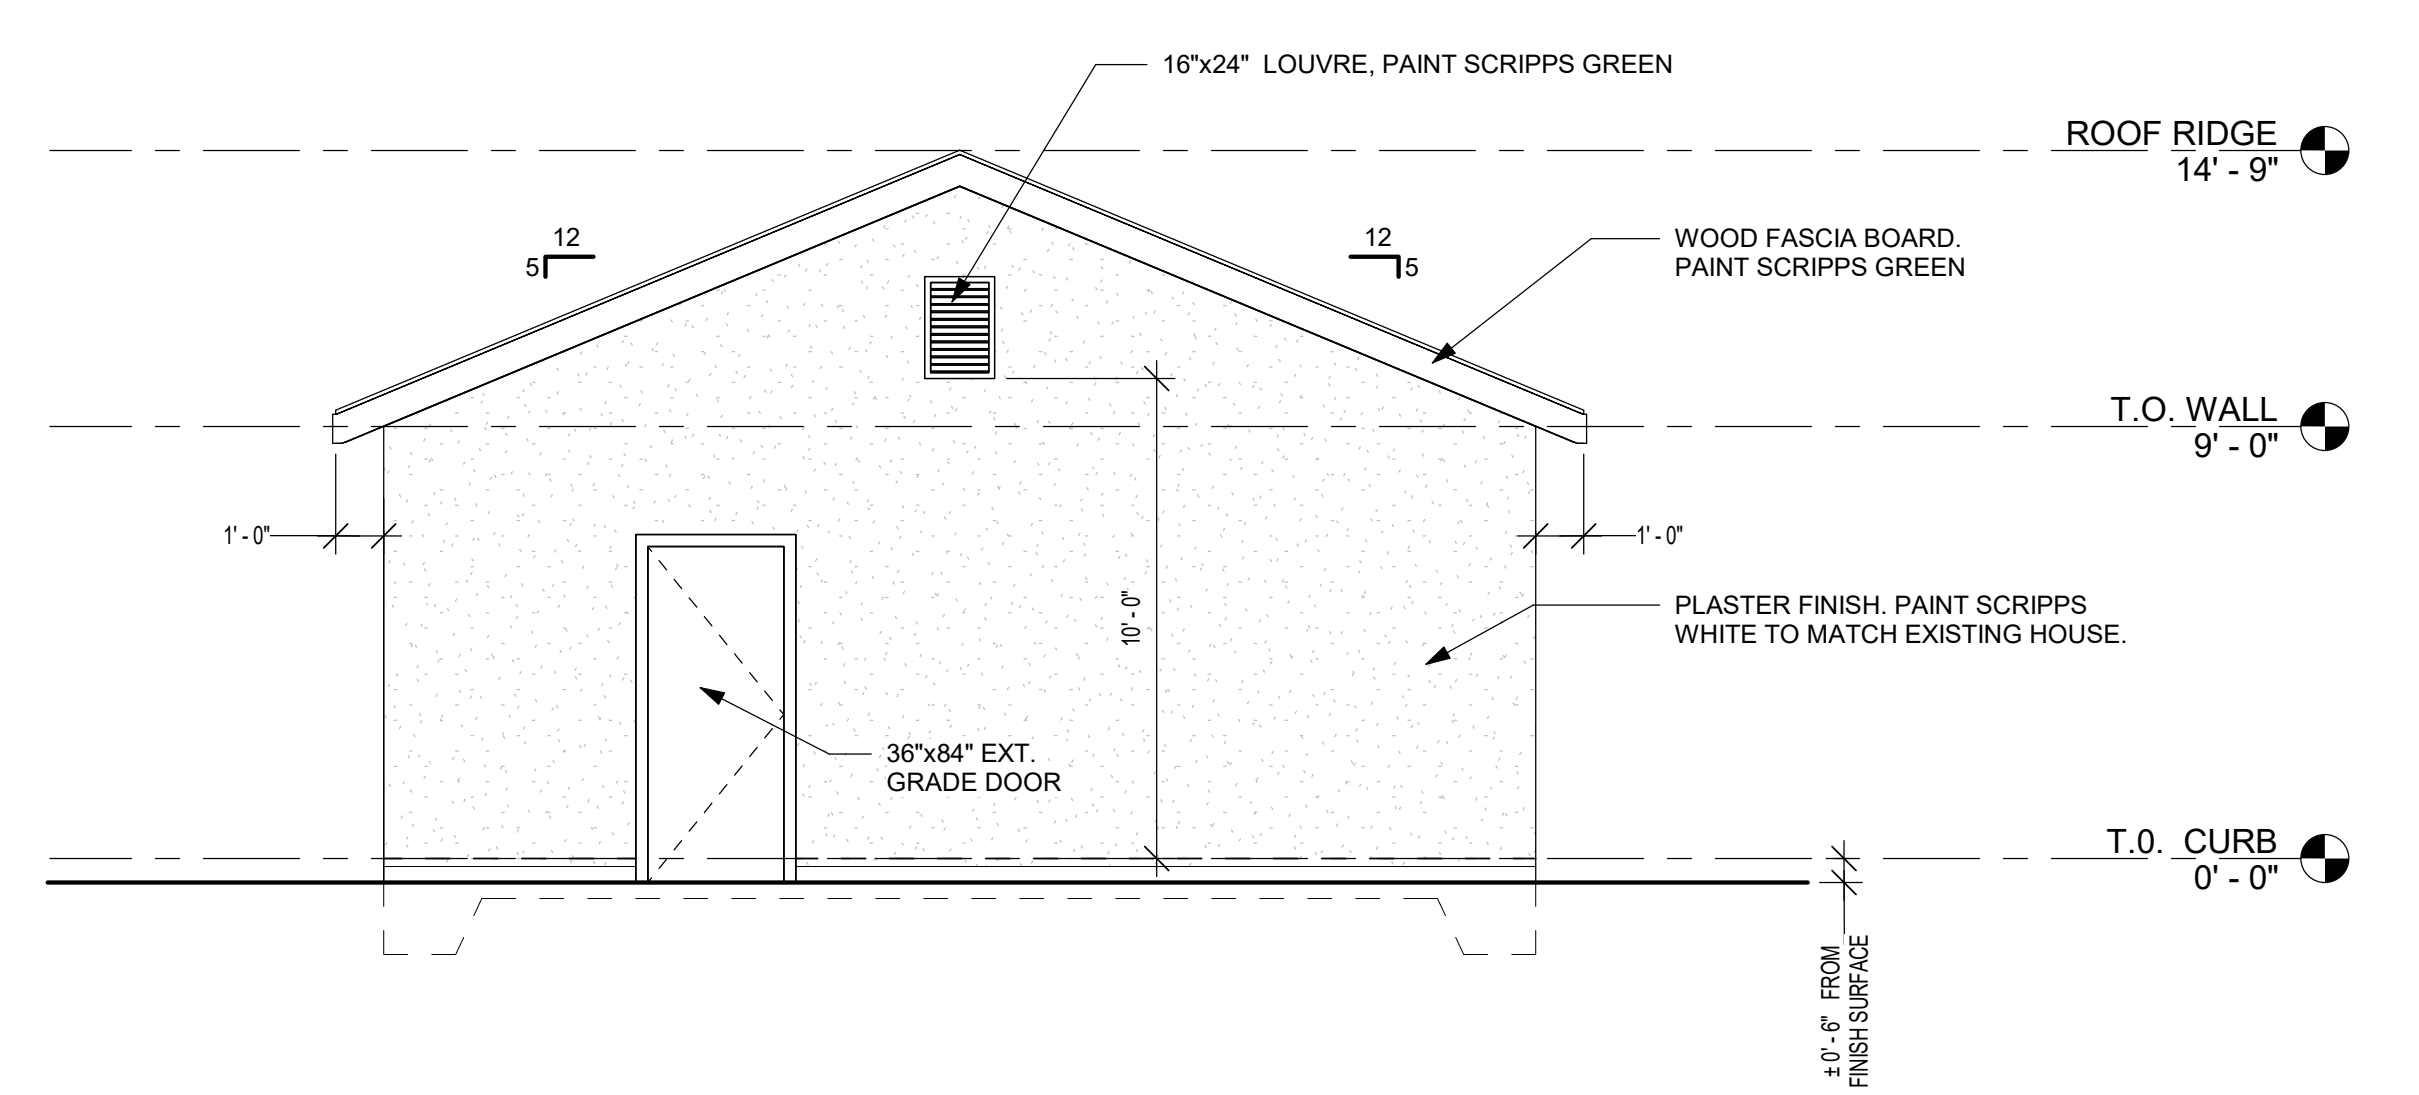 16"x24" LOUVRE, PAINT SCRIPPS GREEN
ROOF RIDGE
14' - 9"
12
5
12
5
WOOD FASCIA BOARD.
PAINT SCRIPPS GREEN
T.O. WALL
9' - 0"
1' - 0"
1' - 0"
10' - 0"
PLASTER FINISH. PAINT SCRIPPS
WHITE TO MATCH EXISTING HOUSE.
36"x84" EXT.
GRADE DOOR
T.0. CURB
0' - 0"
± 0' - 6" FROM
FINISH SURFACE